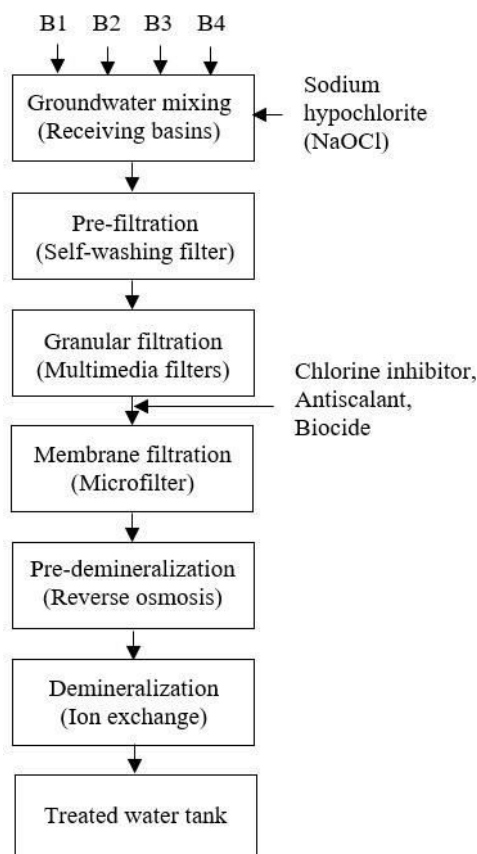 B1 B2 B3 B4
Groundwater mixing
(Receiving basins)
Sodium
hypochlorite
(NaOCl)
Pre-filtration
(Self-washing filter)
Granular filtration
(Multimedia filters)
Chlorine inhibitor,
Antiscalant,
Biocide
Membrane filtration
(Microfilter)
Pre-demineralization
(Reverse osmosis)
Demineralization
(Ion exchange)
Treated water tank